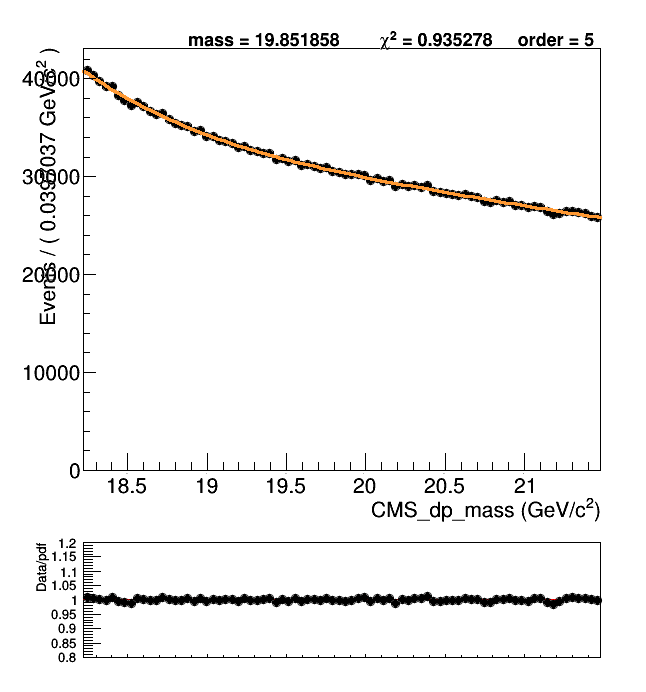 mass = 19.851858 χ² = 0.935278 order = 5
Events / ( GeV/c² )
40000
30000
20000
10000
0
18.5 19 19.5 20 20.5 21
CMS_dp_mass (GeV/c²)
Data/pdf
1.2
1.15
1.1
1.05
1
0.95
0.9
0.85
0.8